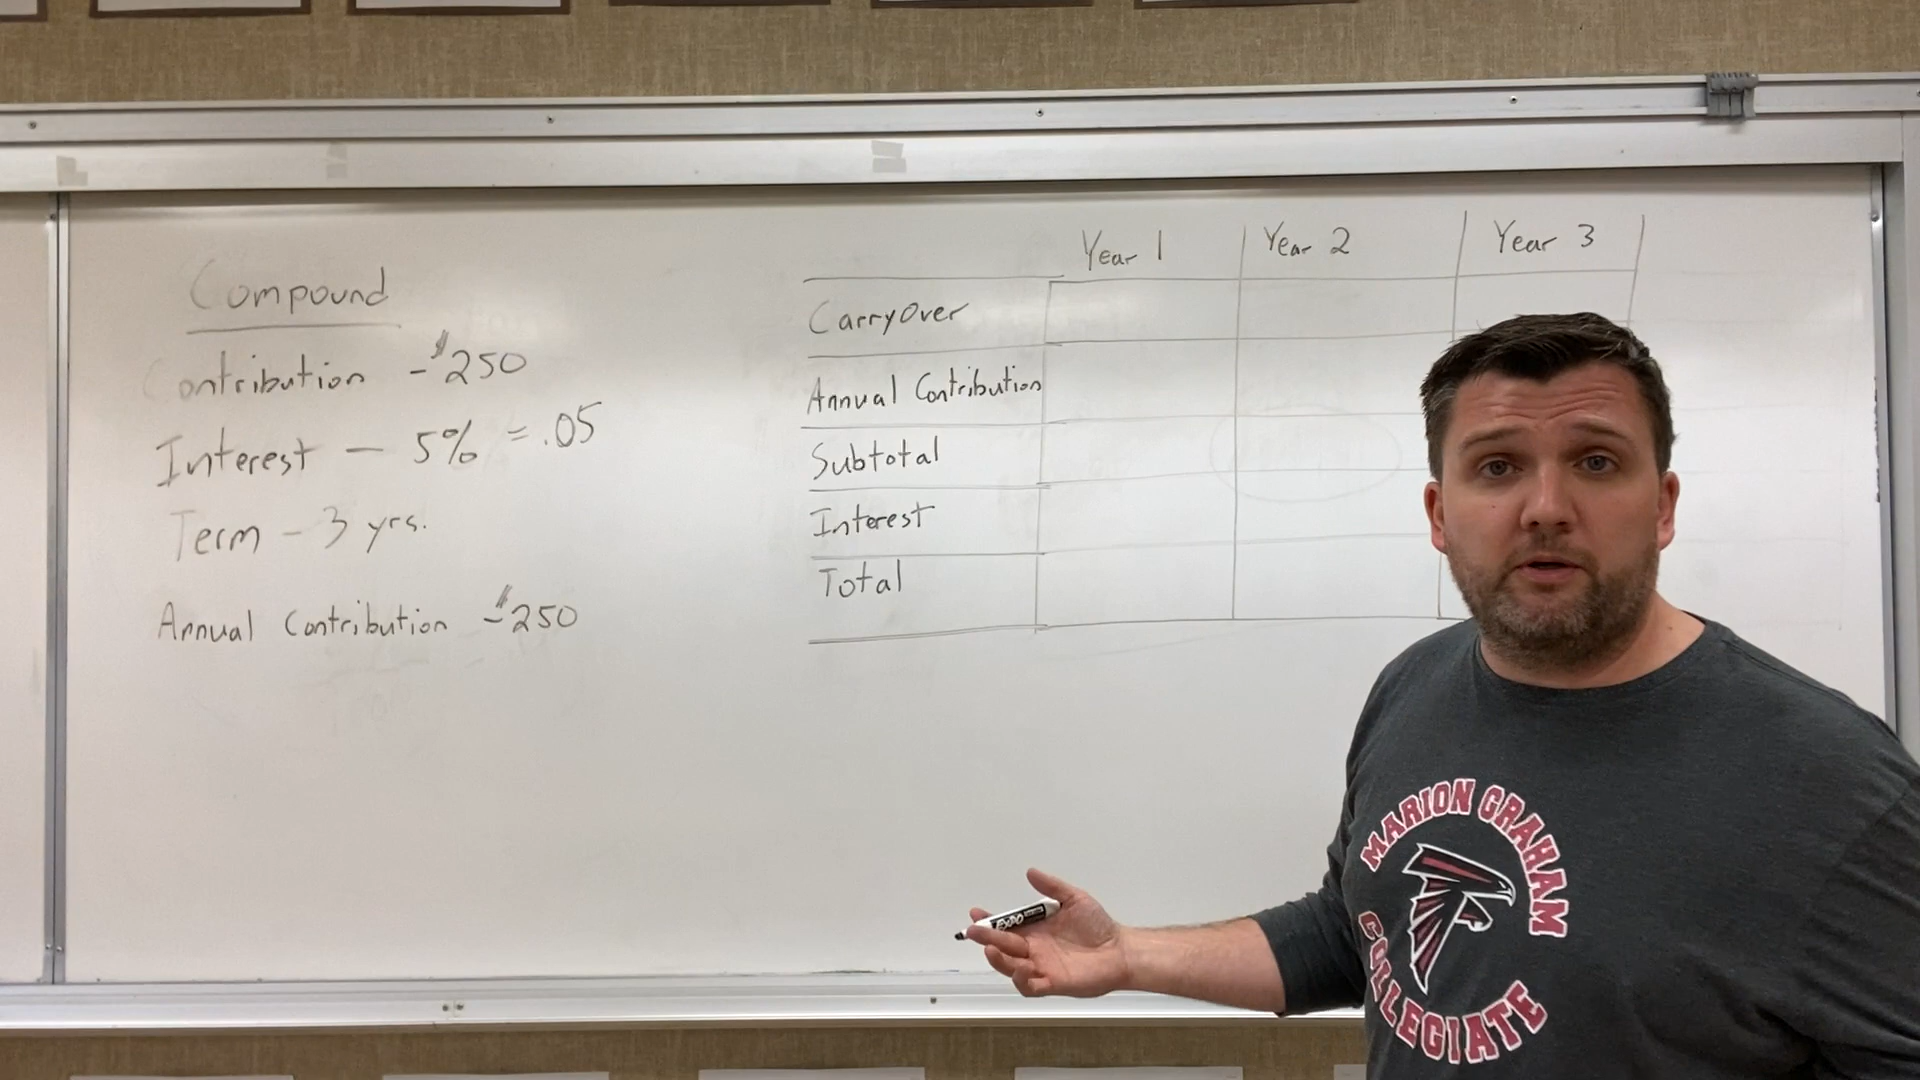 Compound
Contribution - $250
Interest - 5% = .05
Term - 3 yrs.
Annual Contribution - $250
Year 1 Year 2 Year 3
CarryOver
Annual Contribution
Subtotal
Interest
Total
EXPO
MARION GRAHAM
COLLEGIATE